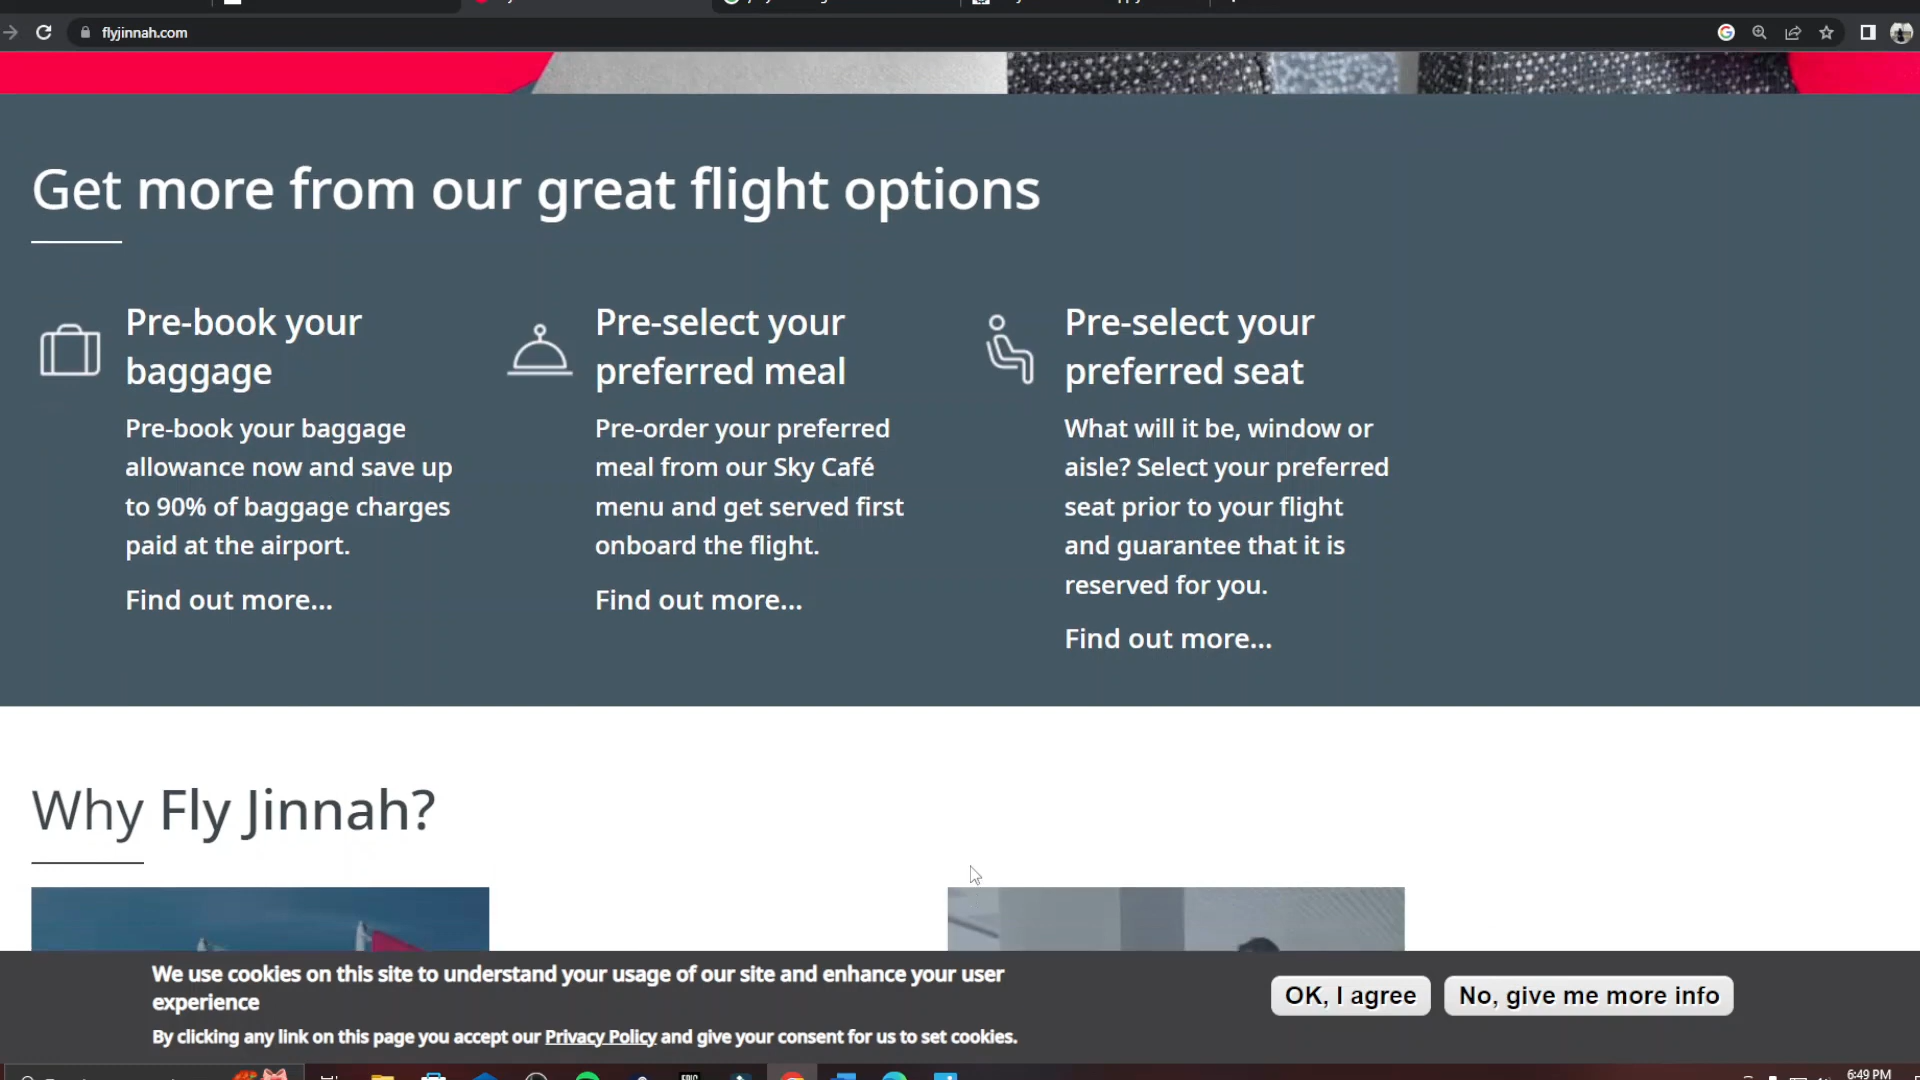 flyjinnah.com
Get more from our great flight options
Pre-book your
baggage
Pre-book your baggage
allowance now and save up
to 90% of baggage charges
paid at the airport.
Find out more...
Pre-select your
preferred meal
Pre-order your preferred
meal from our Sky Café
menu and get served first
onboard the flight.
Find out more...
Pre-select your
preferred seat
What will it be, window or
aisle? Select your preferred
seat prior to your flight
and guarantee that it is
reserved for you.
Find out more...
Why Fly Jinnah?
We use cookies on this site to understand your usage of our site and enhance your user
experience
By clicking any link on this page you accept our Privacy Policy and give your consent for us to set cookies.
OK, I agree
No, give me more info
6:49 PM